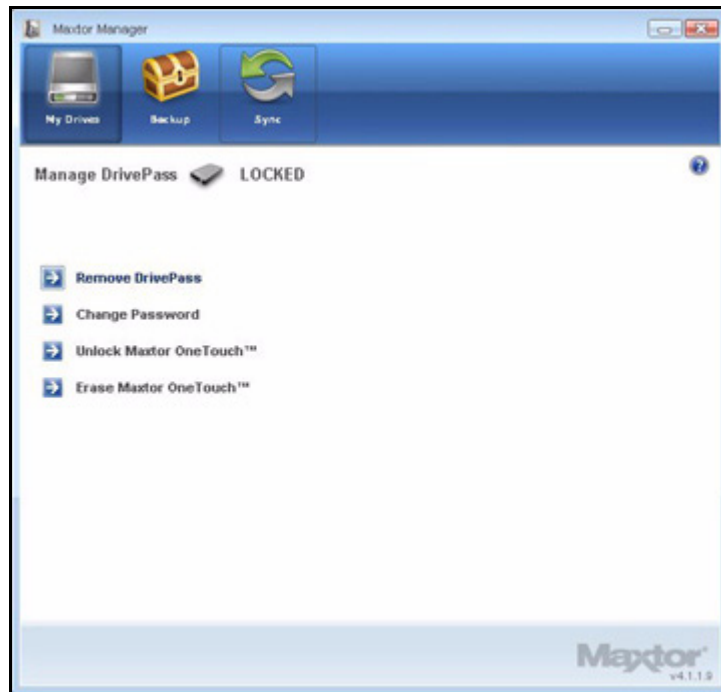 Maxtor Manager
My Drives Backup Sync
Manage DrivePass LOCKED
?
Remove DrivePass
Change Password
Unlock Maxtor OneTouch™
Erase Maxtor OneTouch™
Maxtor
v4.1.1.9